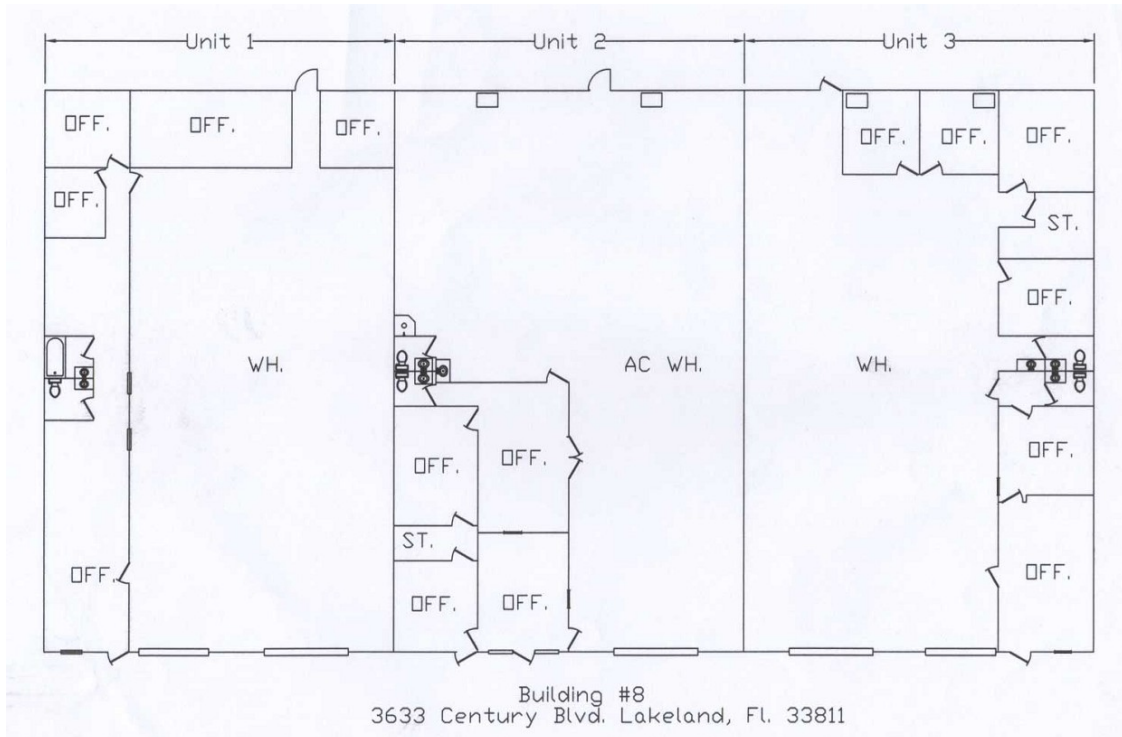 Unit 1 Unit 2 Unit 3
OFF. OFF. OFF. OFF. OFF. OFF.
OFF. ST.
OFF.
WH. AC WH. WH.
OFF. OFF. OFF.
ST.
OFF. OFF. OFF. OFF.
Building #8
3633 Century Blvd. Lakeland, Fl. 33811